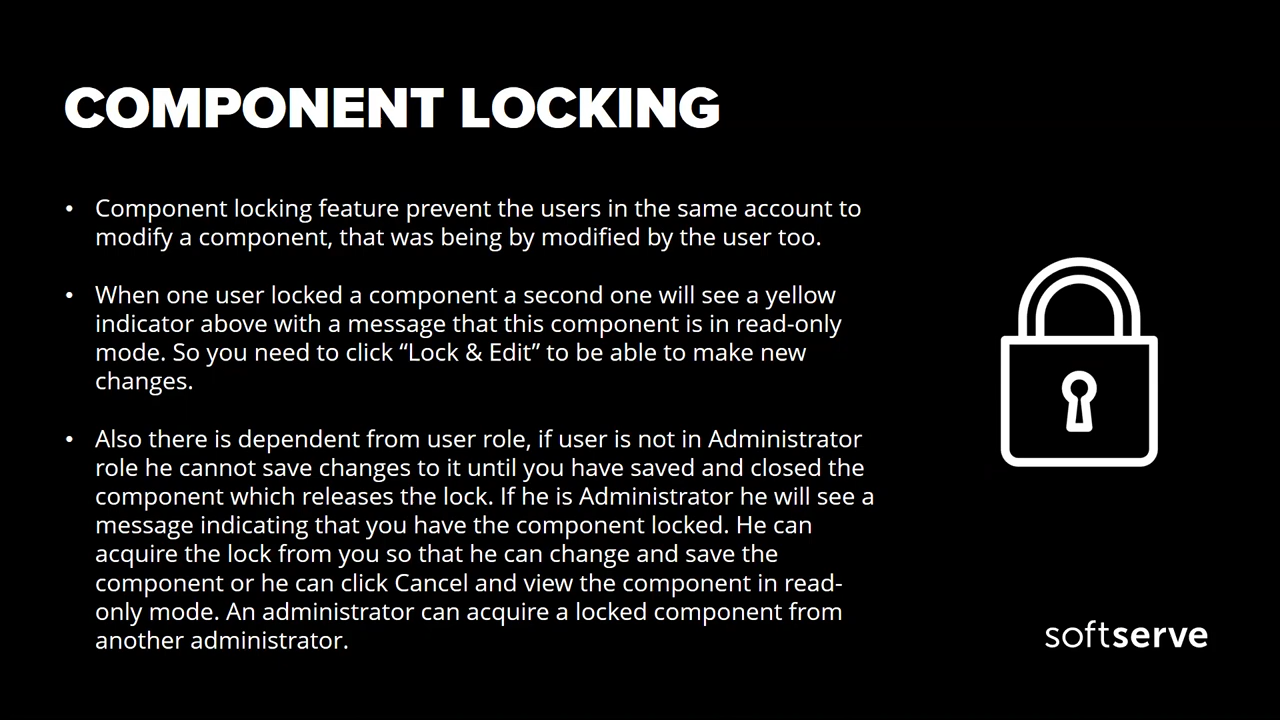 COMPONENT LOCKING
• Component locking feature prevent the users in the same account to
modify a component, that was being by modified by the user too.
• When one user locked a component a second one will see a yellow
indicator above with a message that this component is in read-only
mode. So you need to click “Lock & Edit” to be able to make new
changes.
• Also there is dependent from user role, if user is not in Administrator
role he cannot save changes to it until you have saved and closed the
component which releases the lock. If he is Administrator he will see a
message indicating that you have the component locked. He can
acquire the lock from you so that he can change and save the
component or he can click Cancel and view the component in read-
only mode. An administrator can acquire a locked component from
another administrator.
softserve